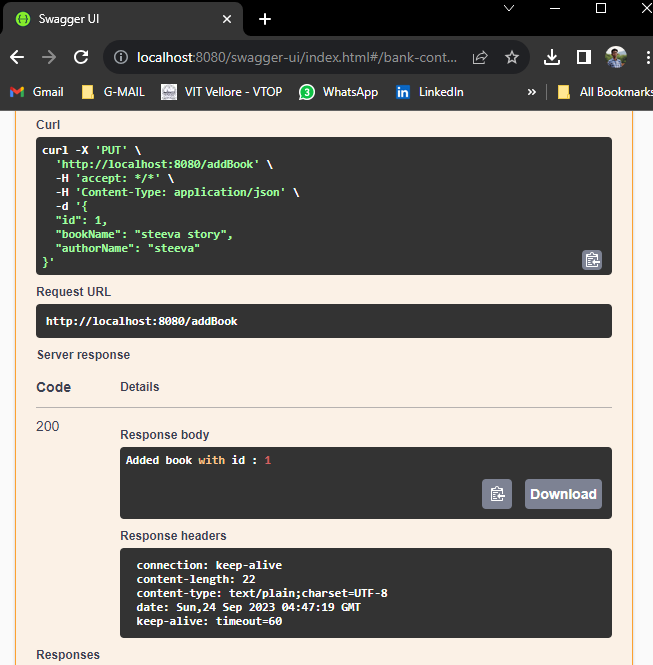 Swagger UI
localhost:8080/swagger-ui/index.html#/bank-cont...
Gmail
G-MAIL
VIT Vellore - VTOP
3
WhatsApp
in
LinkedIn
»
All Bookmarks
Curl
curl -X 'PUT' \
'http://localhost:8080/addBook' \
-H 'accept: */*' \
-H 'Content-Type: application/json' \
-d '{
"id": 1,
"bookName": "steeva story",
"authorName": "steeva"
}'
Request URL
http://localhost:8080/addBook
Server response
Code Details
200
Response body
Added book with id : 1
Download
Response headers
connection: keep-alive
content-length: 22
content-type: text/plain;charset=UTF-8
date: Sun,24 Sep 2023 04:47:19 GMT
keep-alive: timeout=60
Responses